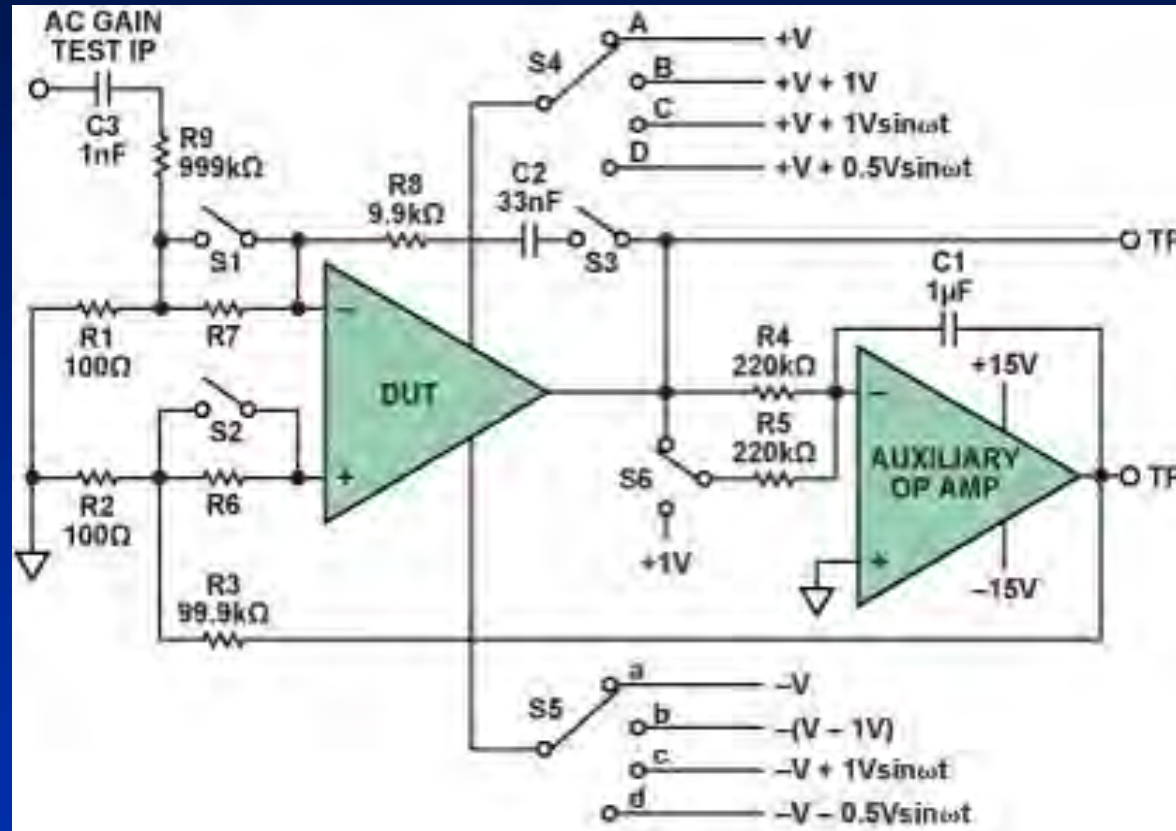 AC GAIN
TEST IP
C3
1nF
R9
999kΩ
S1
R1
100Ω
R7
S2
R2
100Ω
R6
R3
99.9kΩ
R8
9.9kΩ
C2
33nF
S3
DUT
S4
A
+V
B
+V + 1V
C
+V + 1Vsinωt
D
+V + 0.5Vsinωt
TP
C1
1µF
R4
220kΩ
R5
220kΩ
S6
+1V
+15V
AUXILIARY
OP AMP
–15V
TP
S5
a
–V
b
–(V – 1V)
c
–V + 1Vsinωt
d
–V – 0.5Vsinωt